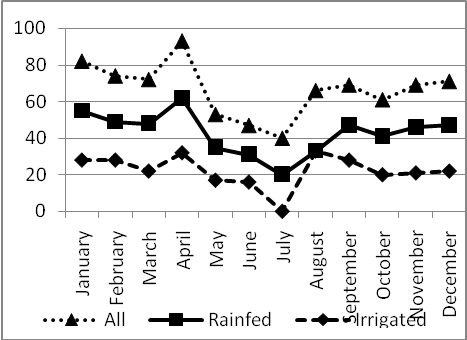 100
80
60
40
20
0
January
February
March
April
May
June
July
August
September
October
November
December
All Rainfed Irrigated